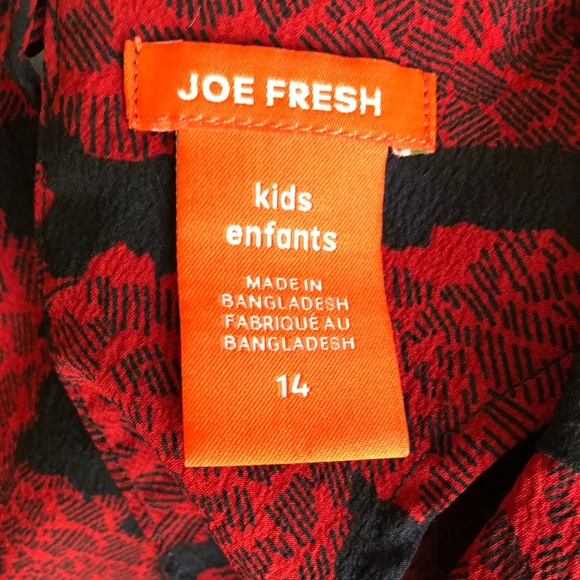 JOE FRESH
kids
enfants
MADE IN
BANGLADESH
FABRIQUÉ AU
BANGLADESH
14